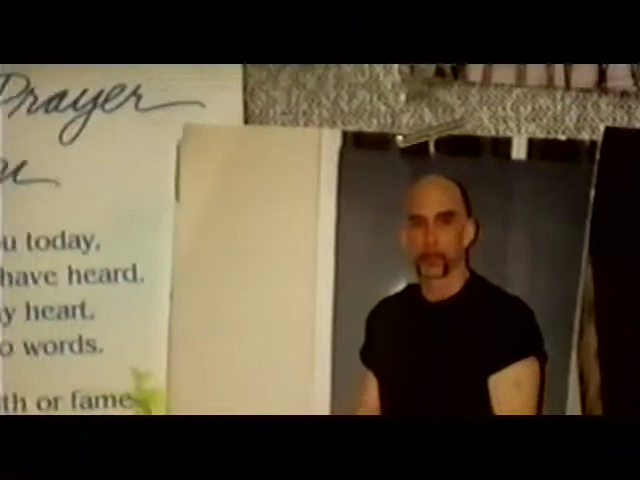 Prayer
u today,
have heard.
y heart.
o words.
th or fame